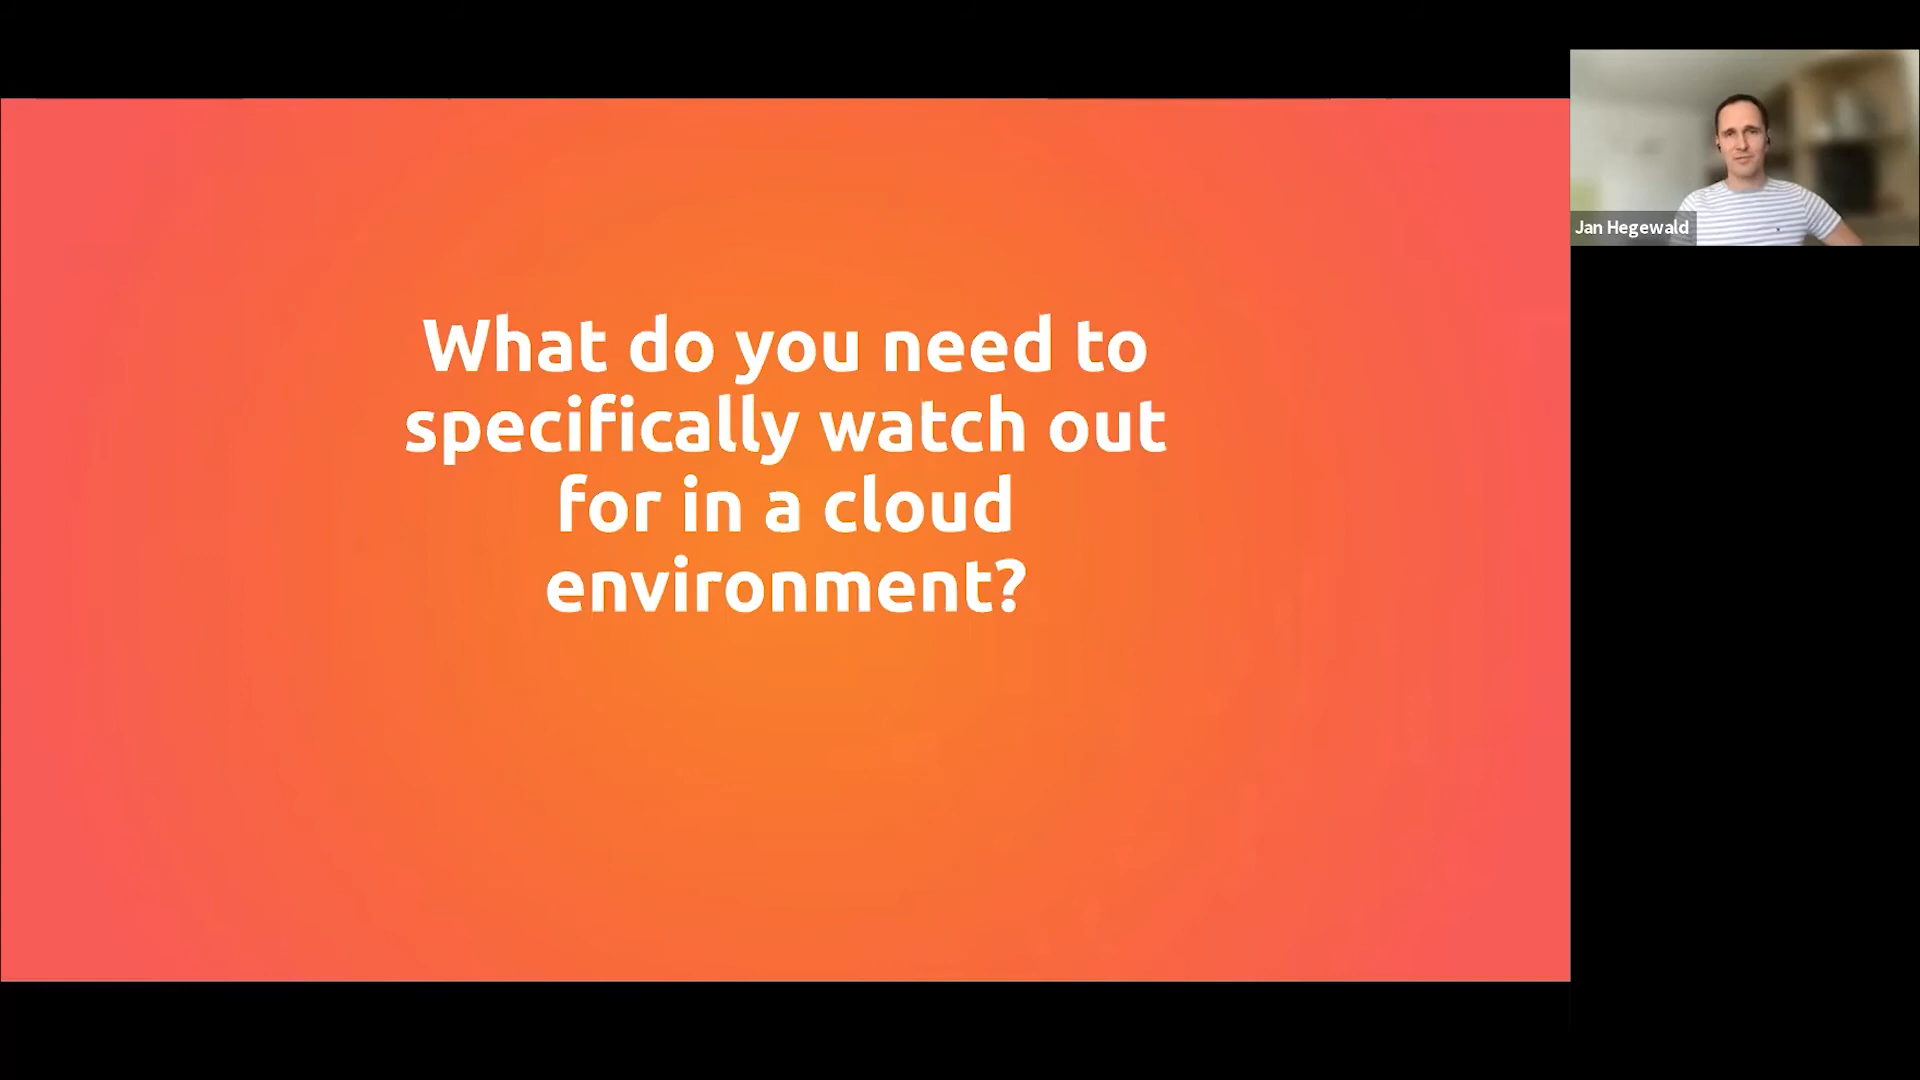 What do you need to
specifically watch out
for in a cloud
environment?
Jan Hegewald